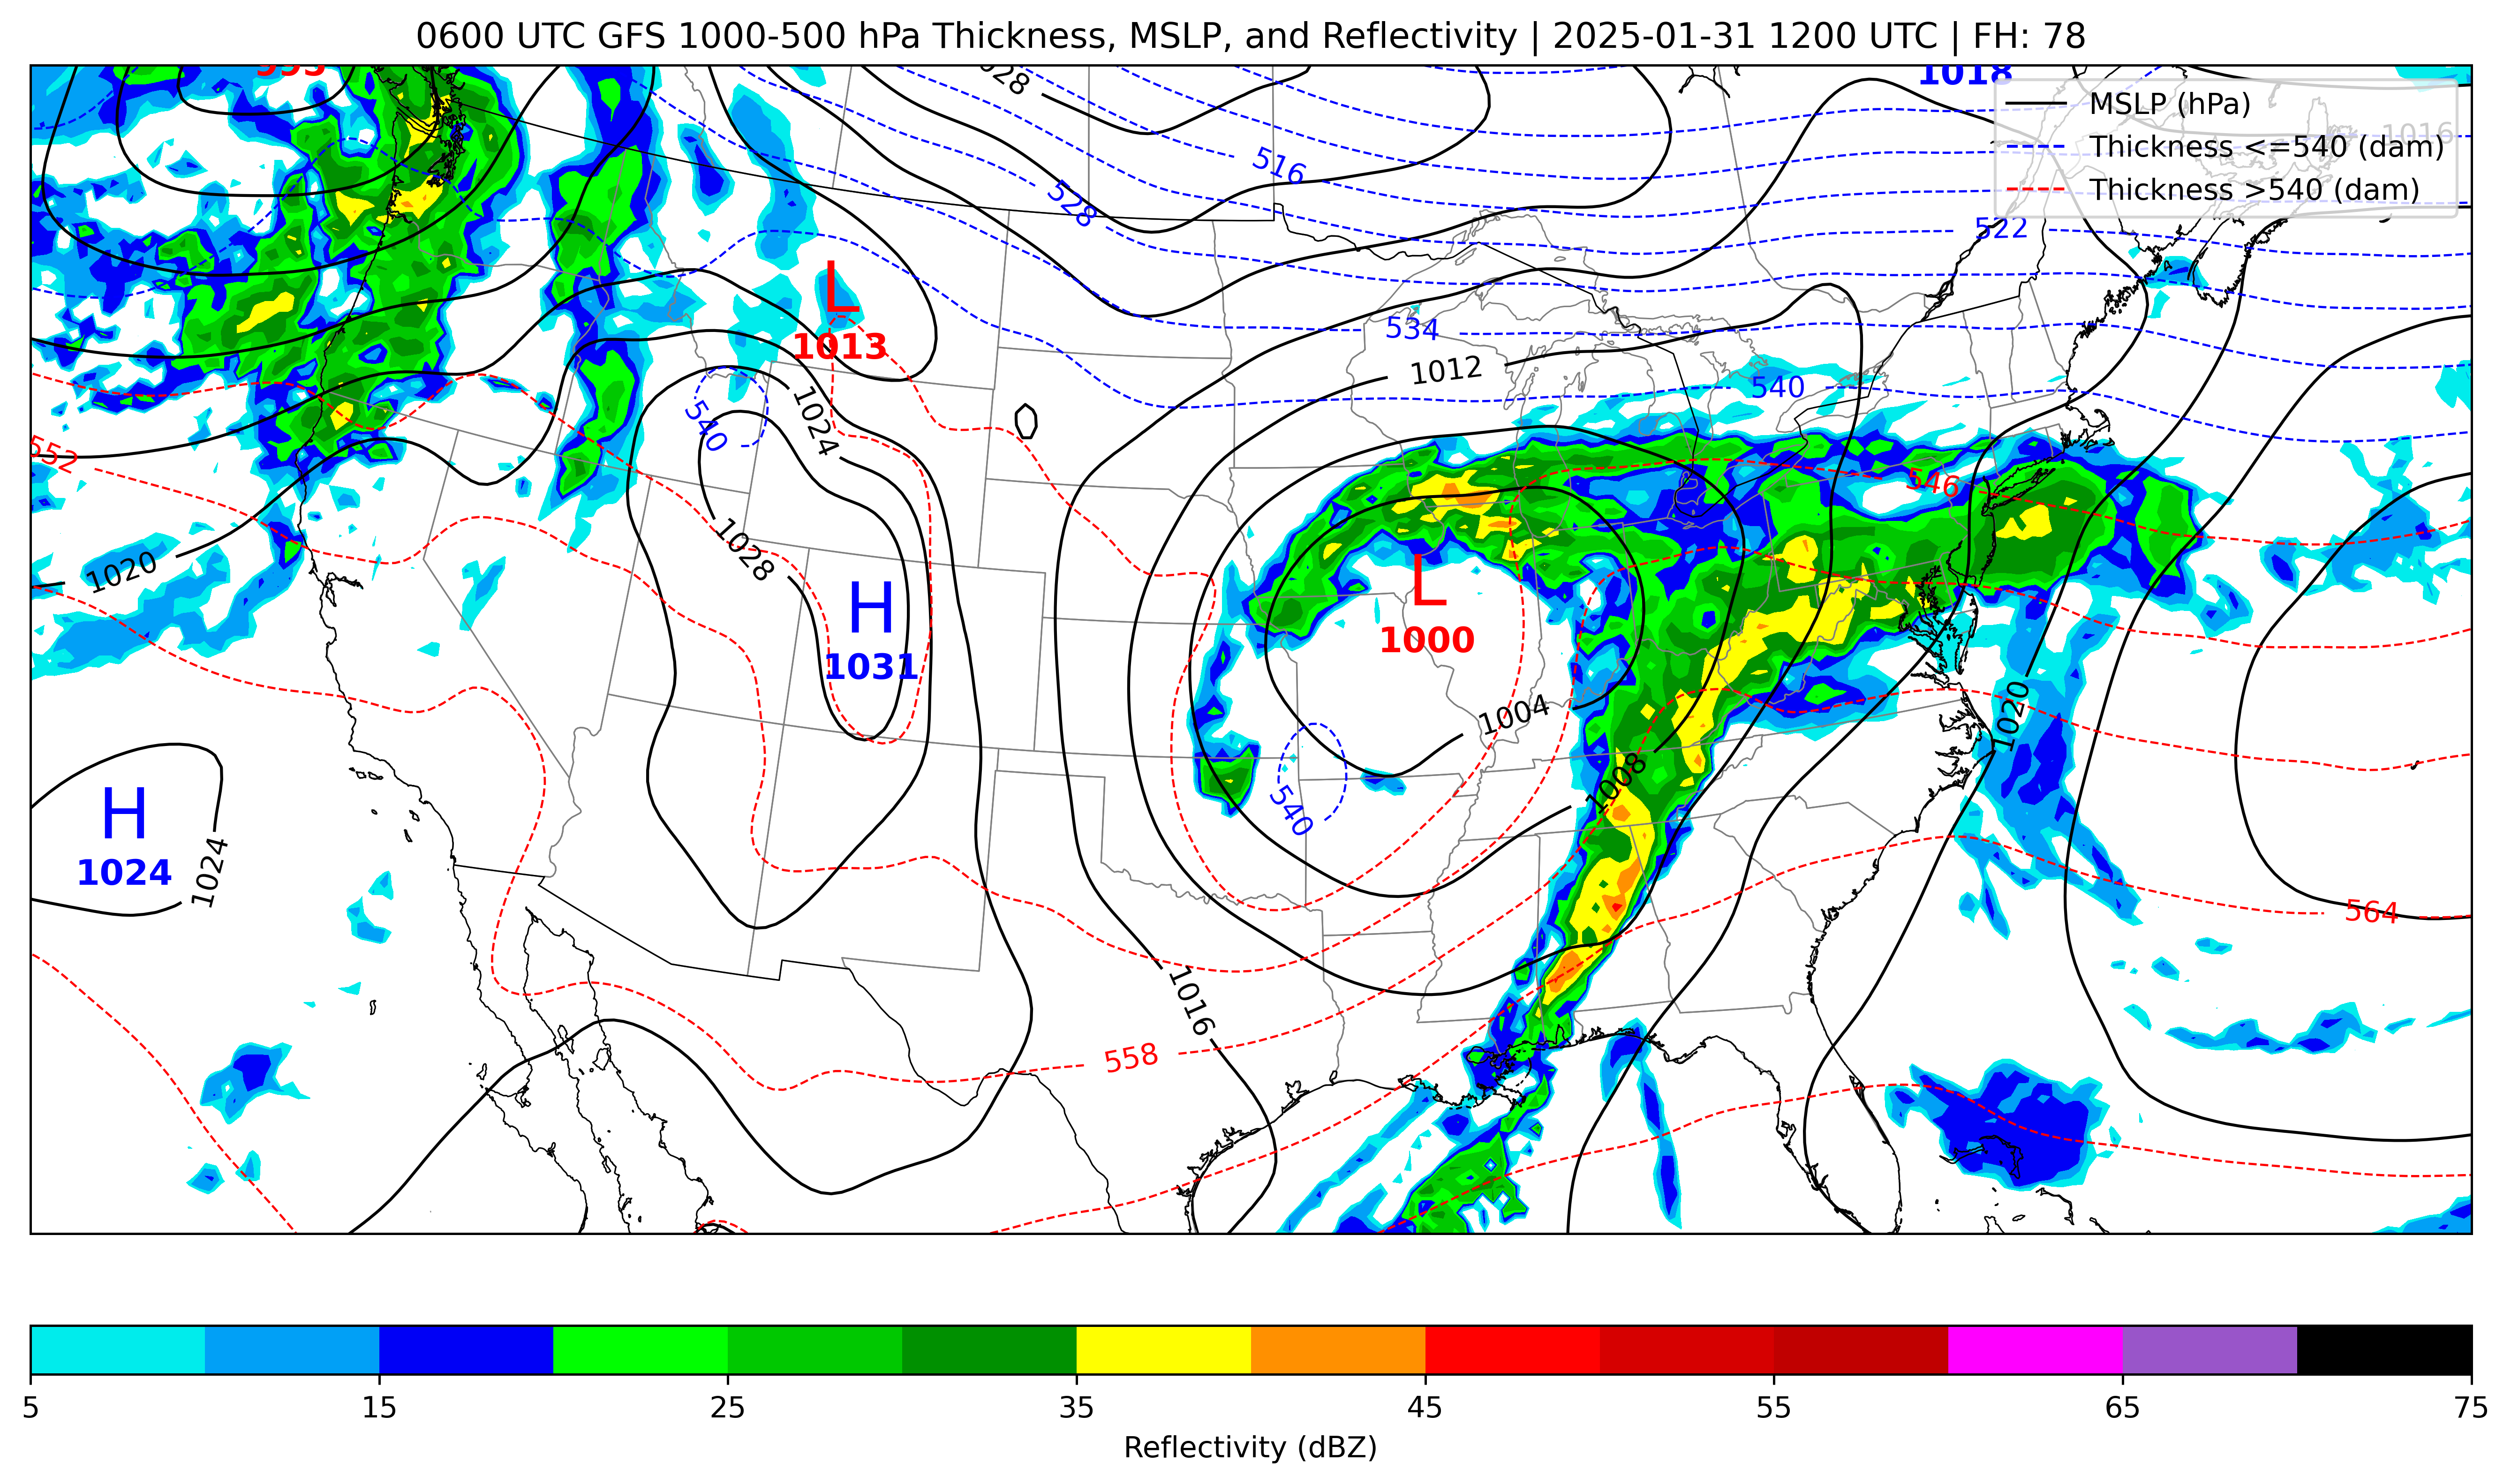 0600 UTC GFS 1000-500 hPa Thickness, MSLP, and Reflectivity | 2025-01-31 1200 UTC | FH: 78
1018
MSLP (hPa)
Thickness <=540 (dam)
Thickness >540 (dam)
1016
1028
516
528
522
L
1013
534
1012
540
540
1024
552
546
1028
1020
H
1031
L
1000
1004
1020
540
1008
H
1024
1024
564
1016
558
5 15 25 35 45 55 65 75
Reflectivity (dBZ)